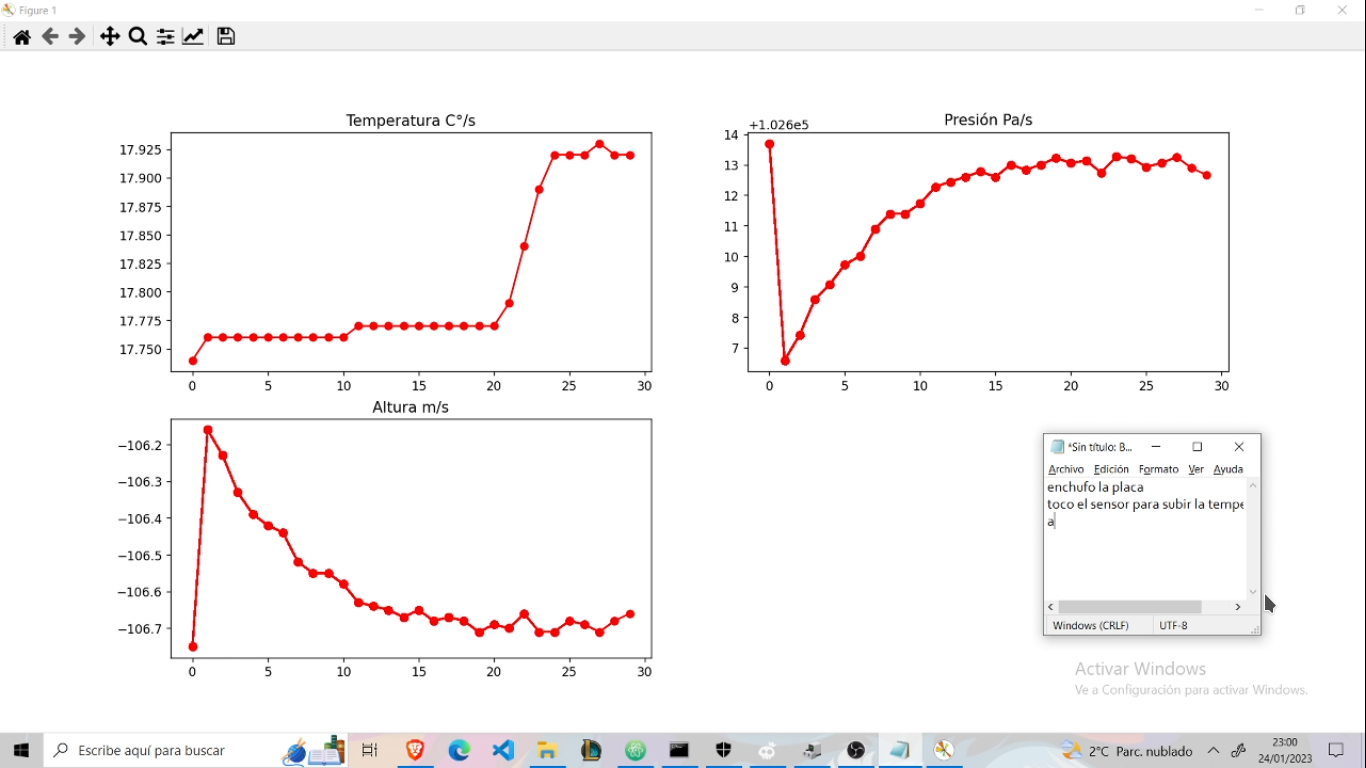 Figure 1
Temperatura C°/s
17.925
17.900
17.875
17.850
17.825
17.800
17.775
17.750
0 5 10 15 20 25 30
Presión Pa/s
+1.026e5
14
13
12
11
10
9
8
7
0 5 10 15 20 25 30
Altura m/s
−106.2
−106.3
−106.4
−106.5
−106.6
−106.7
0 5 10 15 20 25 30
*Sin título: B...
Archivo Edición Formato Ver Ayuda
enchufo la placa
toco el sensor para subir la tempe
a
Windows (CRLF) UTF-8
Activar Windows
Ve a Configuración para activar Windows.
Escribe aquí para buscar
2°C Parc. nublado
23:00
24/01/2023